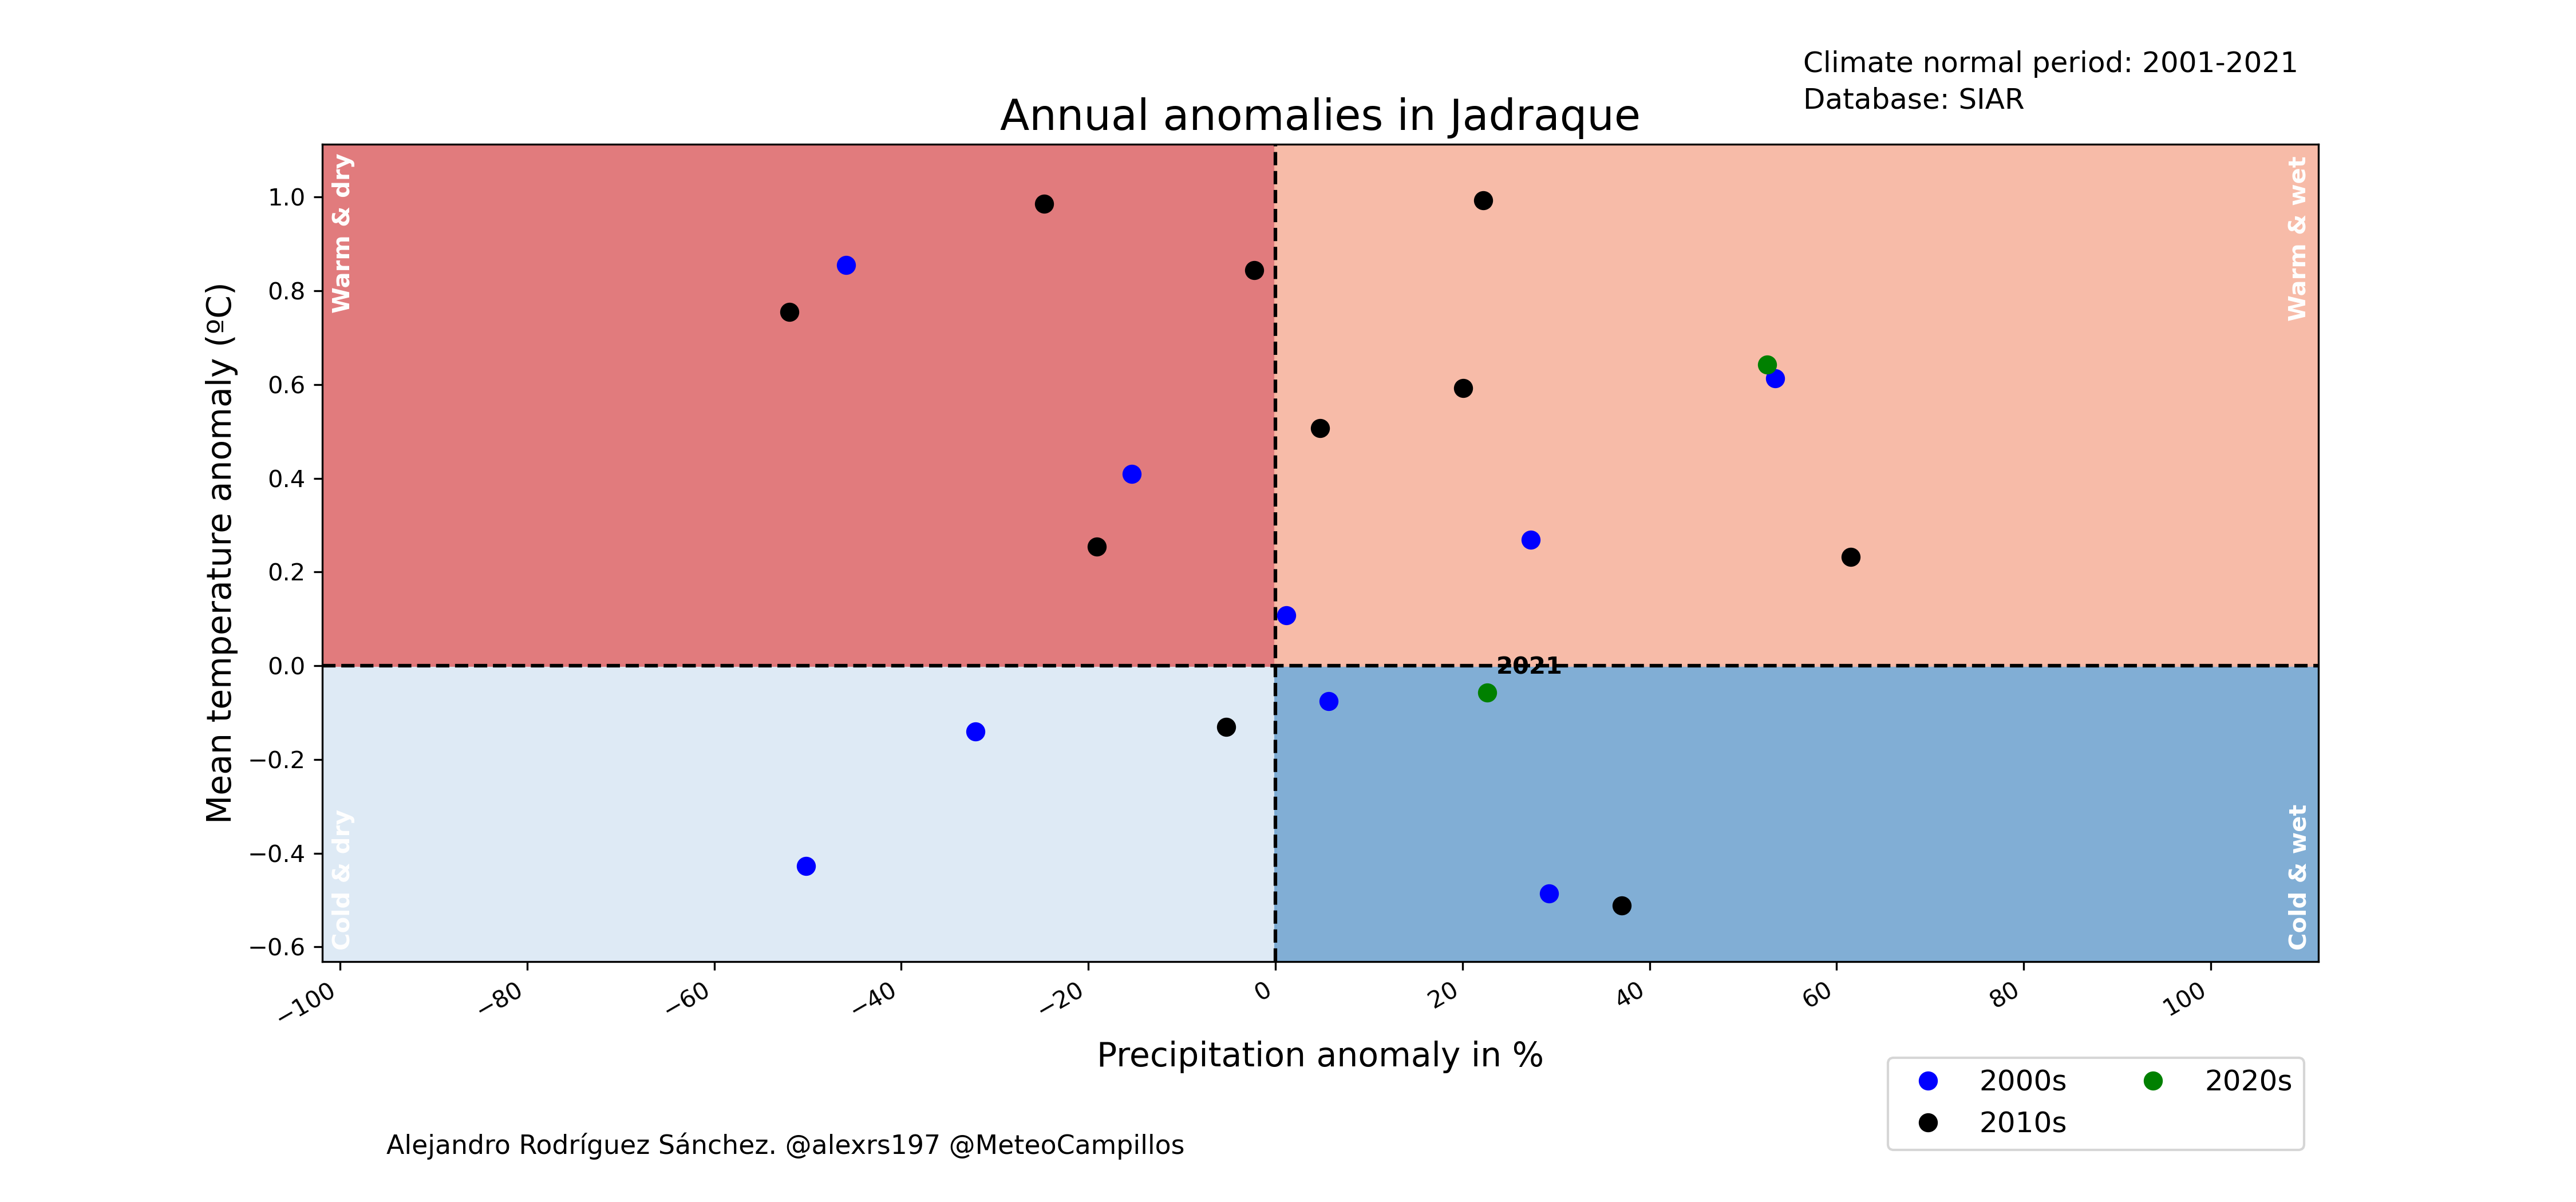 Climate normal period: 2001-2021
Database: SIAR
Annual anomalies in Jadraque
Warm & dry
Warm & wet
Mean temperature anomaly (ºC)
1.0
0.8
0.6
0.4
0.2
0.0
−0.2
−0.4
−0.6
2021
Cold & dry
Cold & wet
−100 −80 −60 −40 −20 0 20 40 60 80 100
Precipitation anomaly in %
2000s 2020s
2010s
Alejandro Rodríguez Sánchez. @alexrs197 @MeteoCampillos